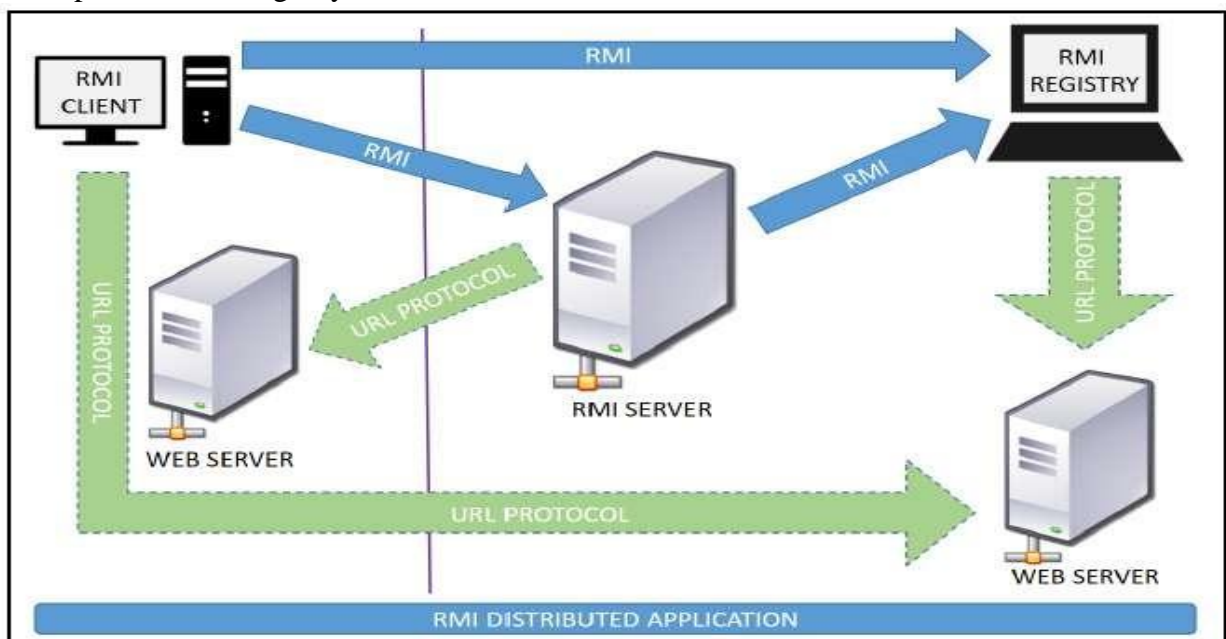 RMI
CLIENT
RMI
RMI
REGISTRY
RMI
RMI
URL PROTOCOL
URL PROTOCOL
URL PROTOCOL
RMI SERVER
WEB SERVER
URL PROTOCOL
WEB SERVER
RMI DISTRIBUTED APPLICATION